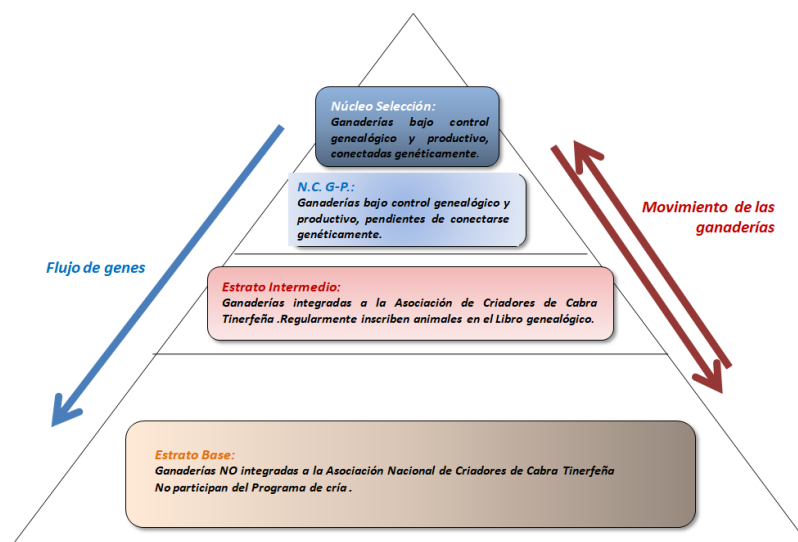 Núcleo Selección:
Ganaderías bajo control
genealógico y productivo,
conectadas genéticamente.
N.C. G-P.:
Ganaderías bajo control genealógico y
productivo, pendientes de conectarse
genéticamente.
Movimiento de las
ganaderías
Flujo de genes
Estrato Intermedio:
Ganaderías integradas a la Asociación de Criadores de Cabra
Tinerfeña .Regularmente inscriben animales en el Libro genealógico.
Estrato Base:
Ganaderías NO integradas a la Asociación Nacional de Criadores de Cabra Tinerfeña
No participan del Programa de cría .